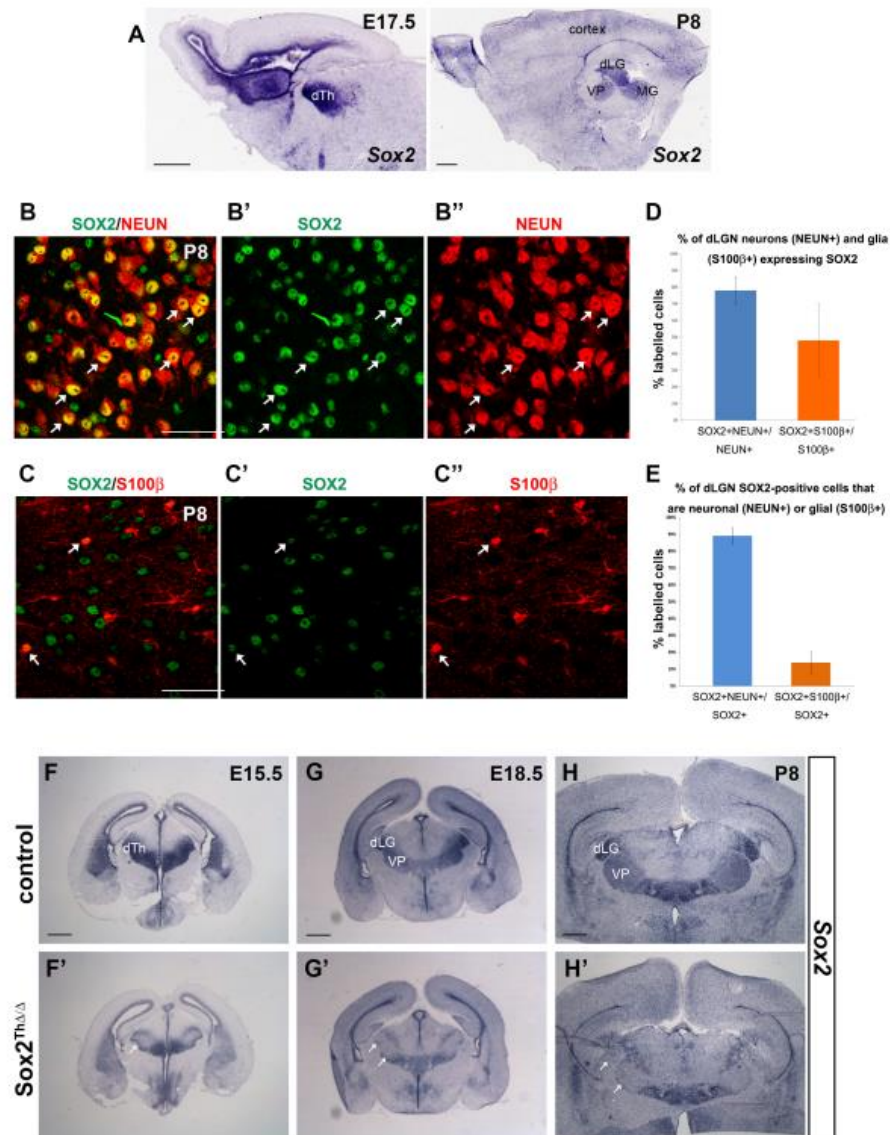 A
E17.5
dTh
Sox2
P8
cortex
dLG
VP
MG
Sox2
B
SOX2/NEUN
P8
B'
SOX2
B''
NEUN
C
SOX2/S100β
P8
C'
SOX2
C''
S100β
D
% of dLGN neurons (NEUN+) and glia
(S100β+) expressing SOX2
% labelled cells
SOX2+NEUN+/
NEUN+
SOX2+S100β+/
S100β+
E
% of dLGN SOX2-positive cells that
are neuronal (NEUN+) or glial (S100β+)
% labelled cells
SOX2+NEUN+/
SOX2+
SOX2+S100β+/
SOX2+
control
F
E15.5
dTh
G
E18.5
dLG
VP
H
P8
dLG
VP
Sox2ThΔ/Δ
F'
G'
H'
Sox2